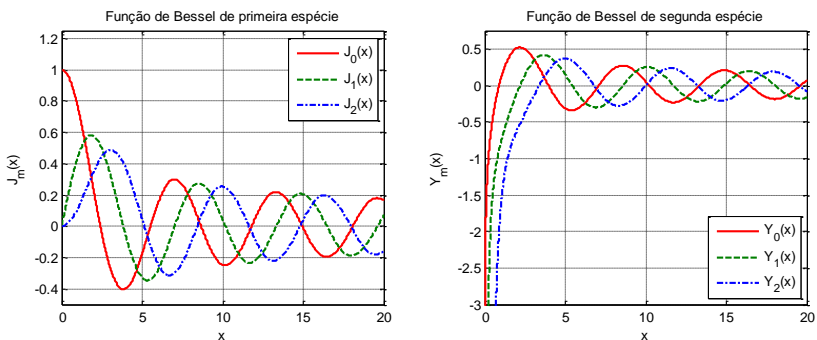 Função de Bessel de primeira espécie
1.2
1
0.8
0.6
0.4
0.2
0
-0.2
-0.4
J_m(x)
J_0(x)
J_1(x)
J_2(x)
0 5 10 15 20
x
Função de Bessel de segunda espécie
0.5
0
-0.5
-1
-1.5
-2
-2.5
-3
Y_m(x)
Y_0(x)
Y_1(x)
Y_2(x)
0 5 10 15 20
x